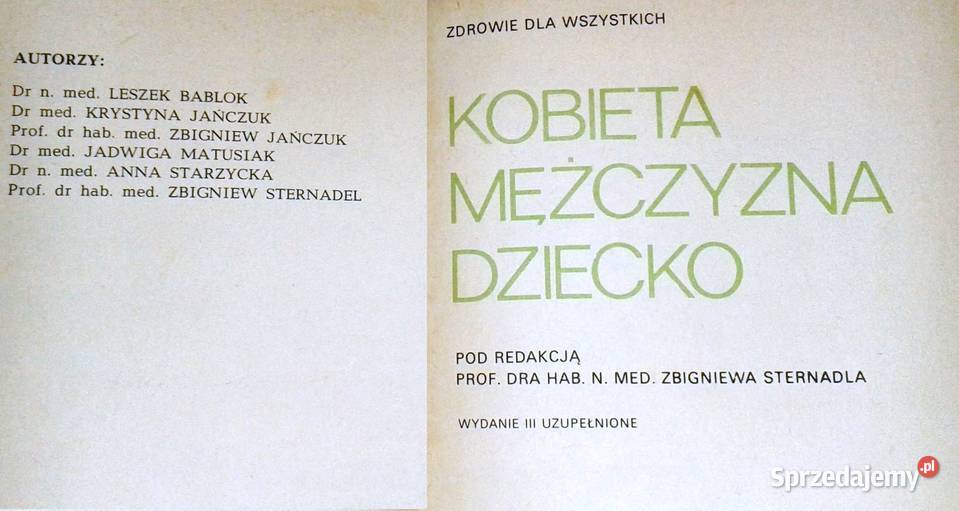 AUTORZY:
Dr n. med. LESZEK BABLOK
Dr med. KRYSTYNA JAŃCZUK
Prof. dr hab. med. ZBIGNIEW JAŃCZUK
Dr med. JADWIGA MATUSIAK
Dr n. med. ANNA STARZYCKA
Prof. dr hab. med. ZBIGNIEW STERNADEL
ZDROWIE DLA WSZYSTKICH
KOBIETA
MĘŻCZYZNA
DZIECKO
POD REDAKCJĄ
PROF. DRA HAB. N. MED. ZBIGNIEWA STERNADLA
WYDANIE III UZUPEŁNIONE
Sprzedajemy.pl